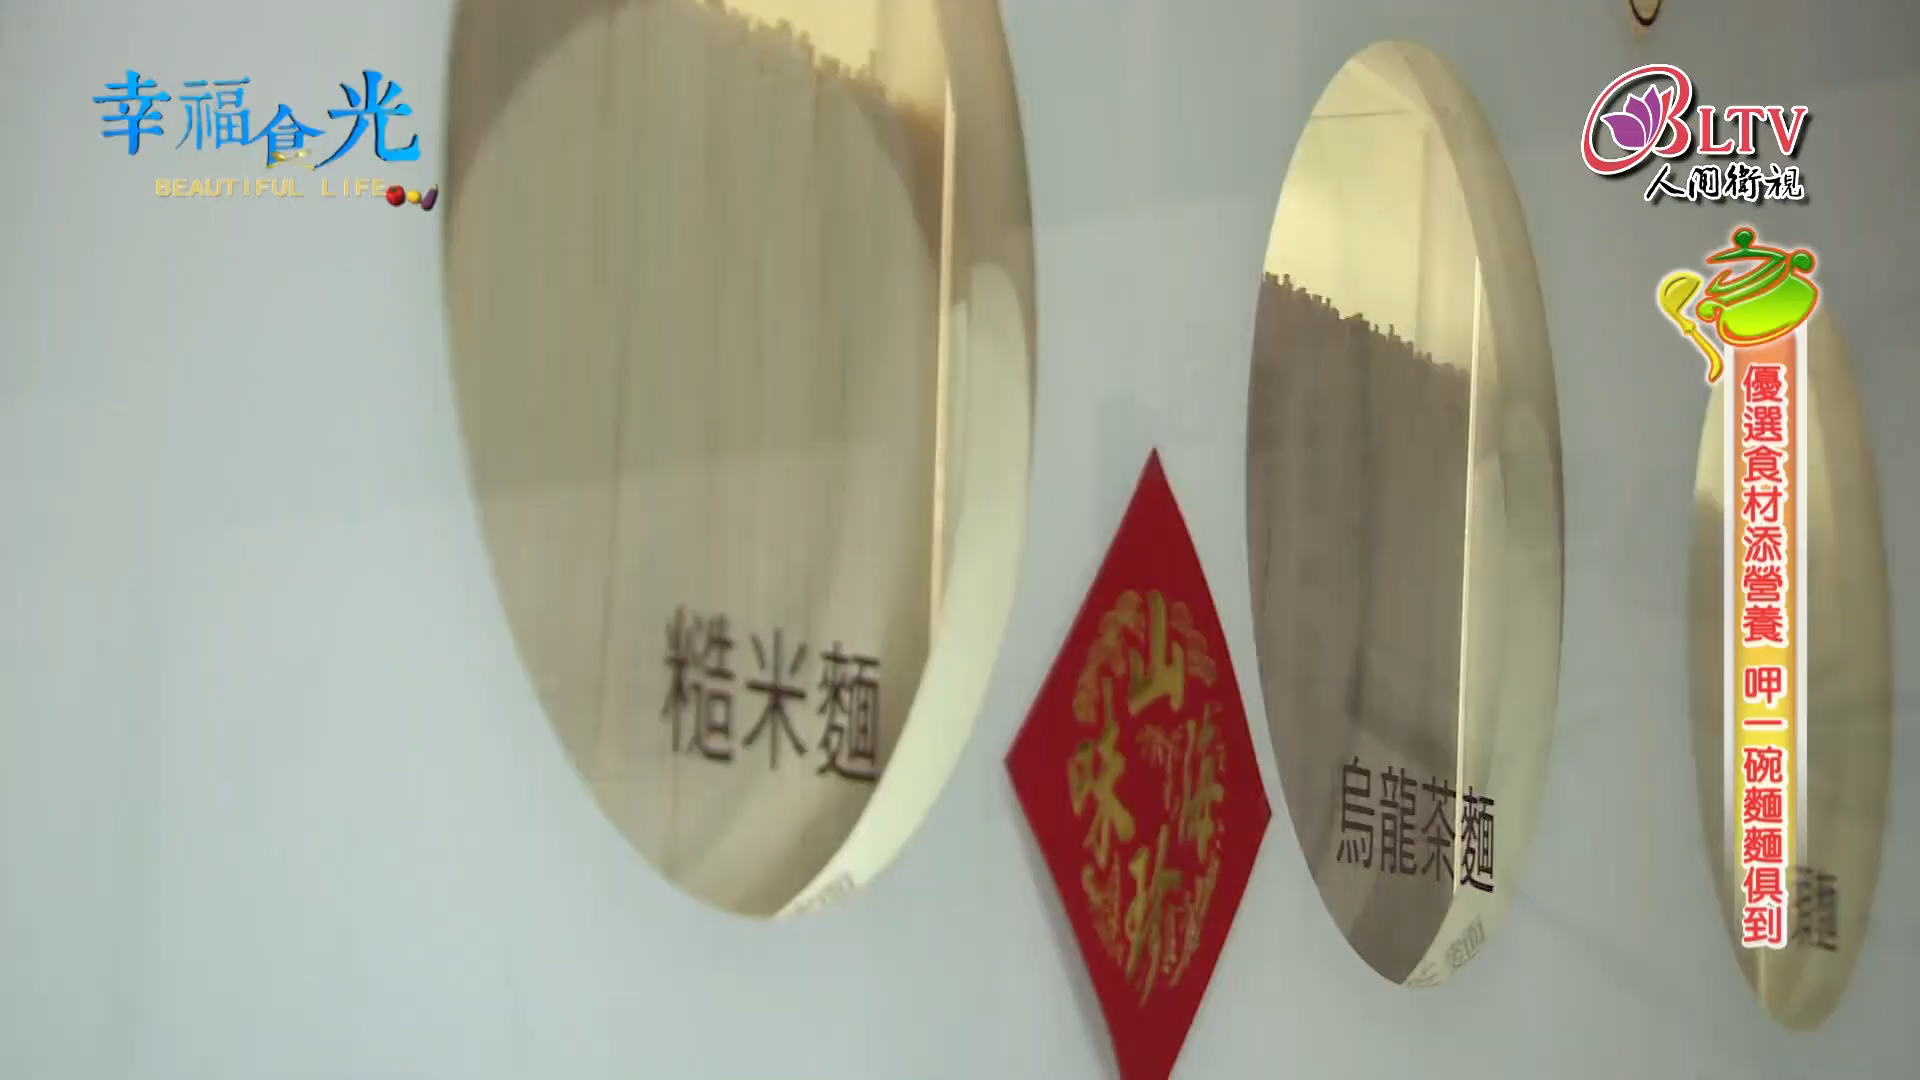 幸福食光
BEAUTIFUL LIFE
BLTV
人間衛視
優選食材添營養 呷一碗麵麵俱到
糙米麵
山海珍味
烏龍茶麵
麵